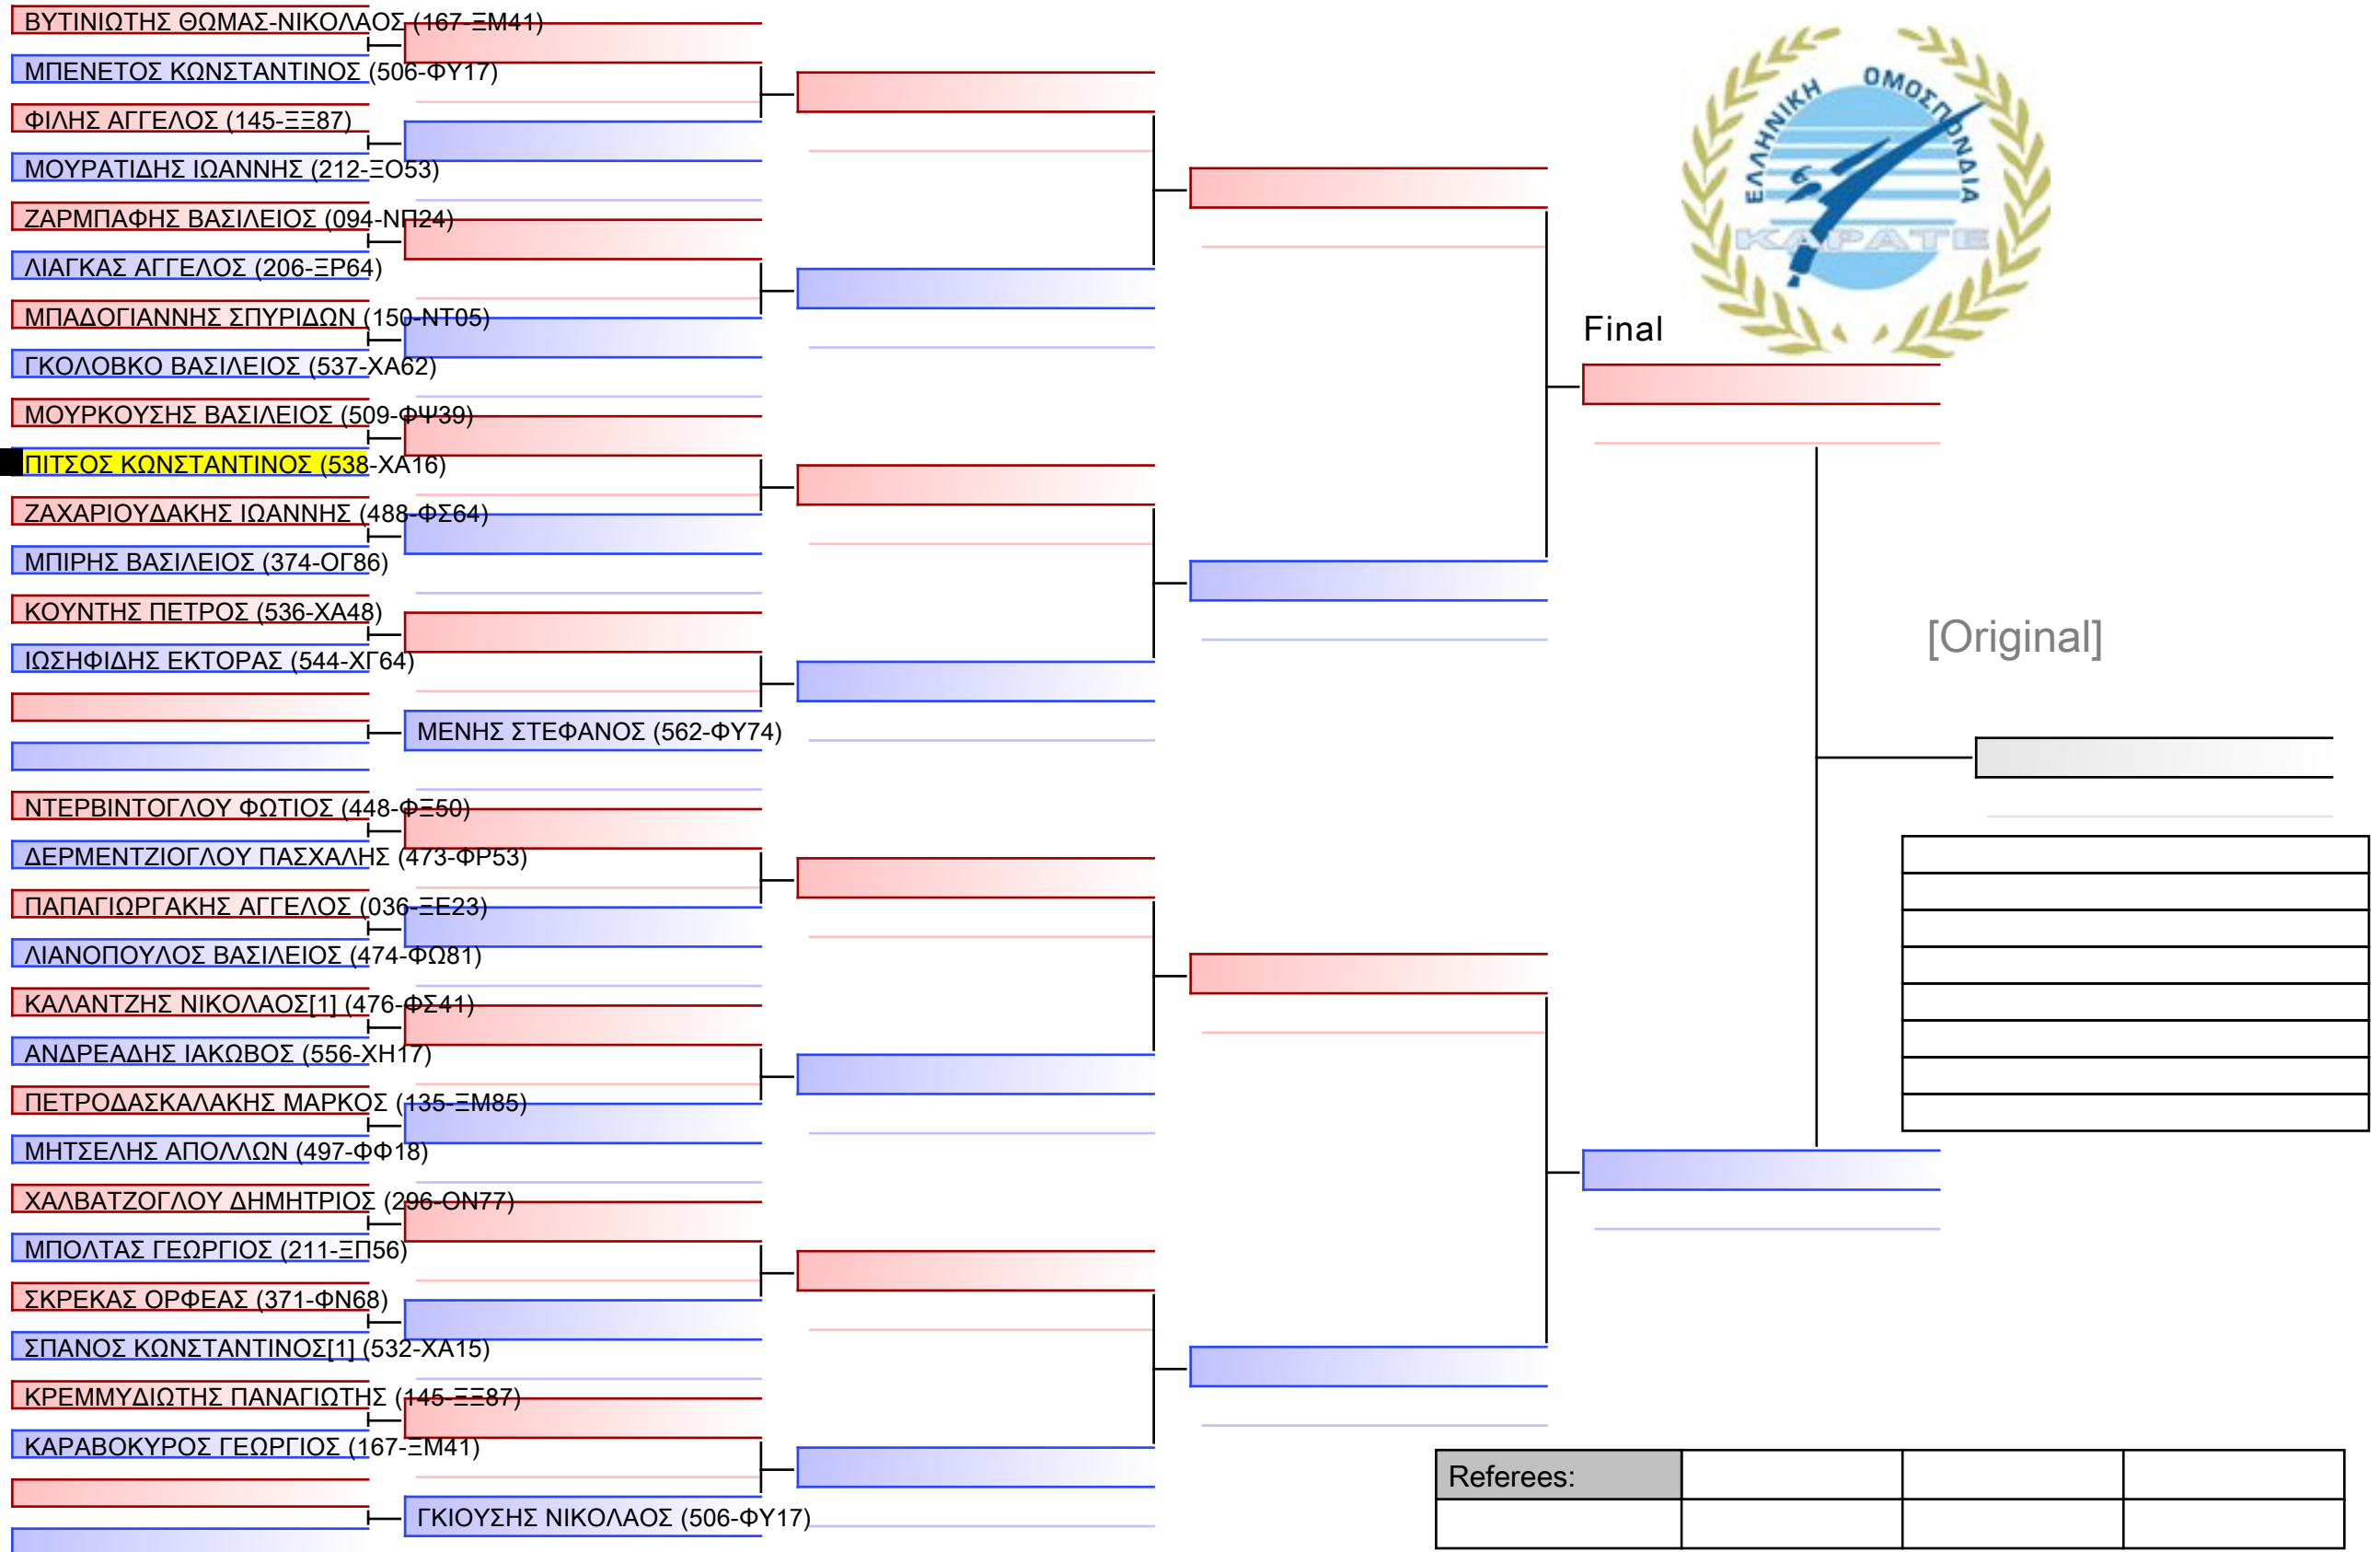 ΒΥΤΙΝΙΩΤΗΣ ΘΩΜΑΣ-ΝΙΚΟΛΑΟΣ (167-ΞΜ41)
ΜΠΕΝΕΤΟΣ ΚΩΝΣΤΑΝΤΙΝΟΣ (506-ΦΥ17)
ΦΙΛΗΣ ΑΓΓΕΛΟΣ (145-ΞΞ87)
ΜΟΥΡΑΤΙΔΗΣ ΙΩΑΝΝΗΣ (212-ΞΟ53)
ΖΑΡΜΠΑΦΗΣ ΒΑΣΙΛΕΙΟΣ (094-ΝΠ24)
ΛΙΑΓΚΑΣ ΑΓΓΕΛΟΣ (206-ΞΡ64)
ΜΠΑΔΟΓΙΑΝΝΗΣ ΣΠΥΡΙΔΩΝ (150-ΝΤ05)
ΓΚΟΛΟΒΚΟ ΒΑΣΙΛΕΙΟΣ (537-ΧΑ62)
ΜΟΥΡΚΟΥΣΗΣ ΒΑΣΙΛΕΙΟΣ (509-ΦΨ39)
ΠΙΤΣΟΣ ΚΩΝΣΤΑΝΤΙΝΟΣ (538-ΧΑ16)
ΖΑΧΑΡΙΟΥΔΑΚΗΣ ΙΩΑΝΝΗΣ (488-ΦΣ64)
ΜΠΙΡΗΣ ΒΑΣΙΛΕΙΟΣ (374-ΟΓ86)
ΚΟΥΝΤΗΣ ΠΕΤΡΟΣ (536-ΧΑ48)
ΙΩΣΗΦΙΔΗΣ ΕΚΤΟΡΑΣ (544-ΧΓ64)
ΜΕΝΗΣ ΣΤΕΦΑΝΟΣ (562-ΦΥ74)
ΝΤΕΡΒΙΝΤΟΓΛΟΥ ΦΩΤΙΟΣ (448-ΦΞ50)
ΔΕΡΜΕΝΤΖΙΟΓΛΟΥ ΠΑΣΧΑΛΗΣ (473-ΦΡ53)
ΠΑΠΑΓΙΩΡΓΑΚΗΣ ΑΓΓΕΛΟΣ (036-ΞΕ23)
ΛΙΑΝΟΠΟΥΛΟΣ ΒΑΣΙΛΕΙΟΣ (474-ΦΩ81)
ΚΑΛΑΝΤΖΗΣ ΝΙΚΟΛΑΟΣ[1] (476-ΦΣ41)
ΑΝΔΡΕΑΔΗΣ ΙΑΚΩΒΟΣ (556-ΧΗ17)
ΠΕΤΡΟΔΑΣΚΑΛΑΚΗΣ ΜΑΡΚΟΣ (135-ΞΜ85)
ΜΗΤΣΕΛΗΣ ΑΠΟΛΛΩΝ (497-ΦΦ18)
ΧΑΛΒΑΤΖΟΓΛΟΥ ΔΗΜΗΤΡΙΟΣ (296-ΟΝ77)
ΜΠΟΛΤΑΣ ΓΕΩΡΓΙΟΣ (211-ΞΠ56)
ΣΚΡΕΚΑΣ ΟΡΦΕΑΣ (371-ΦΝ68)
ΣΠΑΝΟΣ ΚΩΝΣΤΑΝΤΙΝΟΣ[1] (532-ΧΑ15)
ΚΡΕΜΜΥΔΙΩΤΗΣ ΠΑΝΑΓΙΩΤΗΣ (145-ΞΞ87)
ΚΑΡΑΒΟΚΥΡΟΣ ΓΕΩΡΓΙΟΣ (167-ΞΜ41)
ΓΚΙΟΥΣΗΣ ΝΙΚΟΛΑΟΣ (506-ΦΥ17)
ΕΛΛΗΝΙΚΗ ΟΜΟΣΠΟΝΔΙΑ
ΚΑΡΑΤΕ
Final
[Original]
Referees: